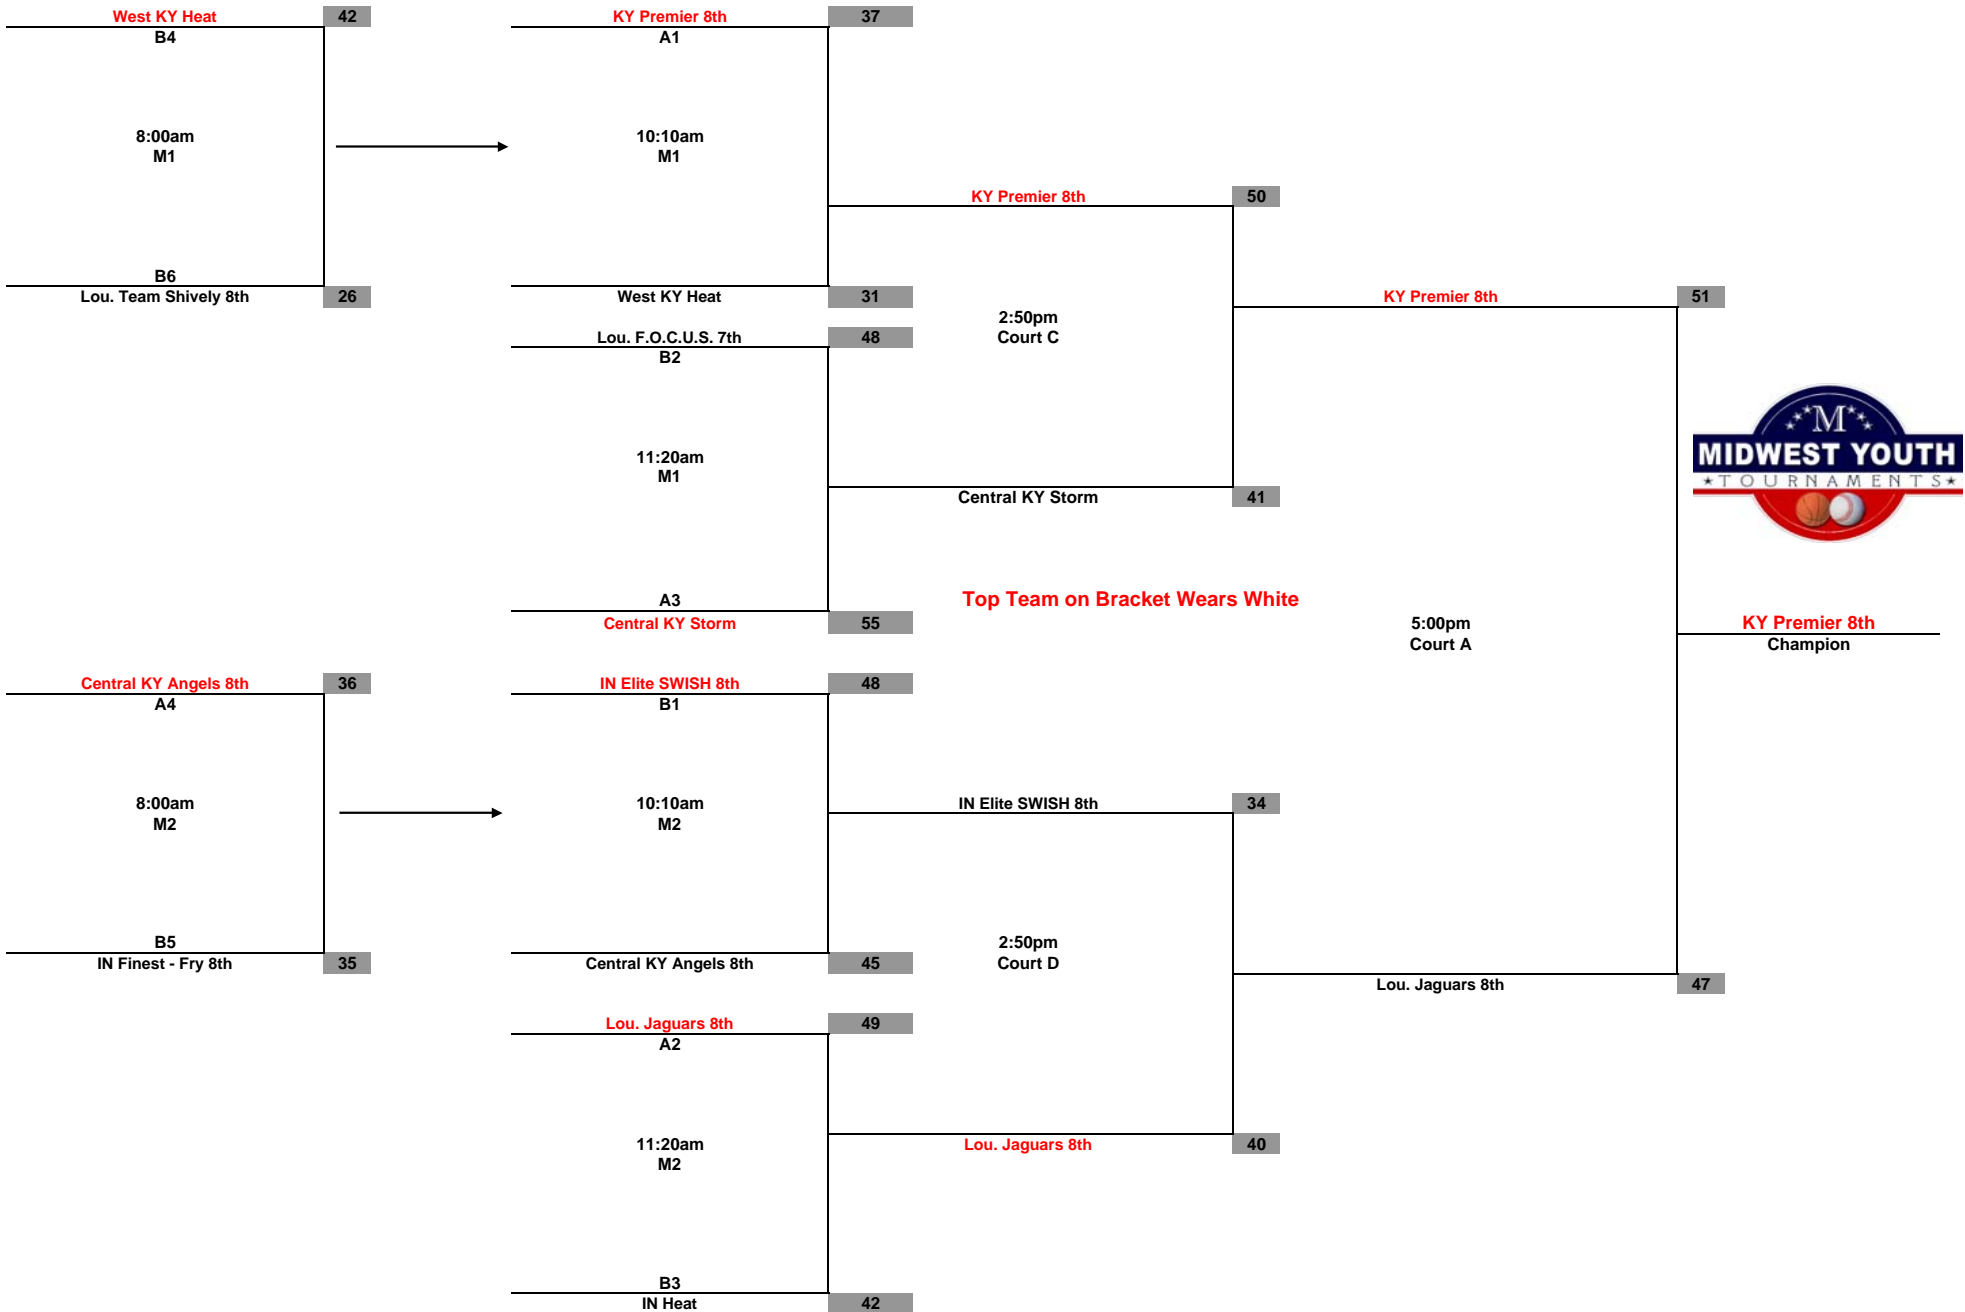 West KY Heat 42
B4
8:00am
M1
B6
Lou. Team Shively 8th 26
KY Premier 8th 37
A1
10:10am
M1
West KY Heat 31
Lou. F.O.C.U.S. 7th 48
B2
11:20am
M1
A3
Central KY Storm 55
KY Premier 8th 50
2:50pm
Court C
Central KY Storm 41
Top Team on Bracket Wears White
Central KY Angels 8th 36
A4
8:00am
M2
B5
IN Finest - Fry 8th 35
IN Elite SWISH 8th 48
B1
10:10am
M2
Central KY Angels 8th 45
Lou. Jaguars 8th 49
A2
11:20am
M2
B3
IN Heat 42
IN Elite SWISH 8th 34
2:50pm
Court D
Lou. Jaguars 8th 40
KY Premier 8th 51
5:00pm
Court A
Lou. Jaguars 8th 47
M
MIDWEST YOUTH
TOURNAMENTS
KY Premier 8th
Champion